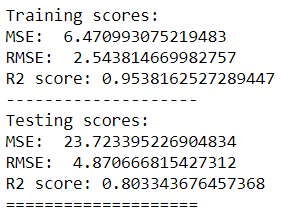 Training scores:
MSE:  6.470993075219483
RMSE:  2.543814669982757
R2 score: 0.9538162527289447
--------------------
Testing scores:
MSE:  23.723395226904834
RMSE:  4.870666815427312
R2 score: 0.803343676457368
====================